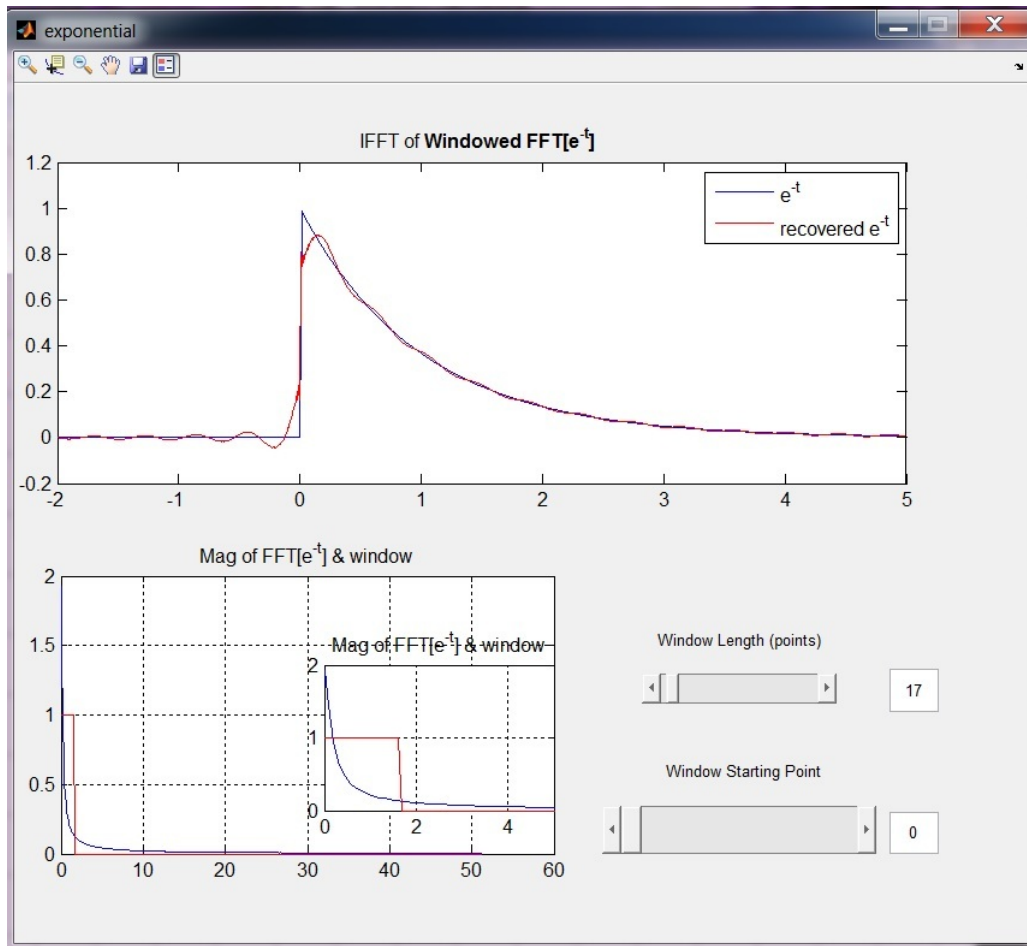 exponential
IFFT of Windowed FFT[e^-t]
1.2
1
0.8
0.6
0.4
0.2
0
-0.2
-2 -1 0 1 2 3 4 5
e^-t
recovered e^-t
Mag of FFT[e^-t] & window
2
1.5
1
0.5
0
0 10 20 30 40 50 60
Mag of FFT[e^-t] & window
2
1
0
0 2 4
Window Length (points)
17
Window Starting Point
0